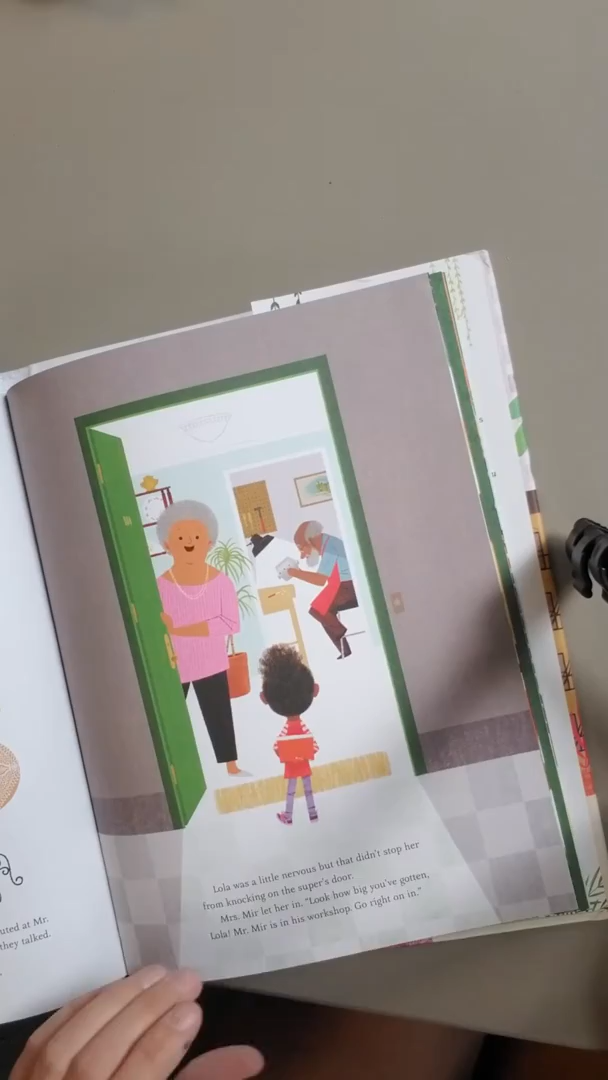 uted at Mr.
they talked.
Lola was a little nervous but that didn't stop her
from knocking on the super's door.
Mrs. Mir let her in. "Look how big you've gotten,
Lola! Mr. Mir is in his workshop. Go right on in."